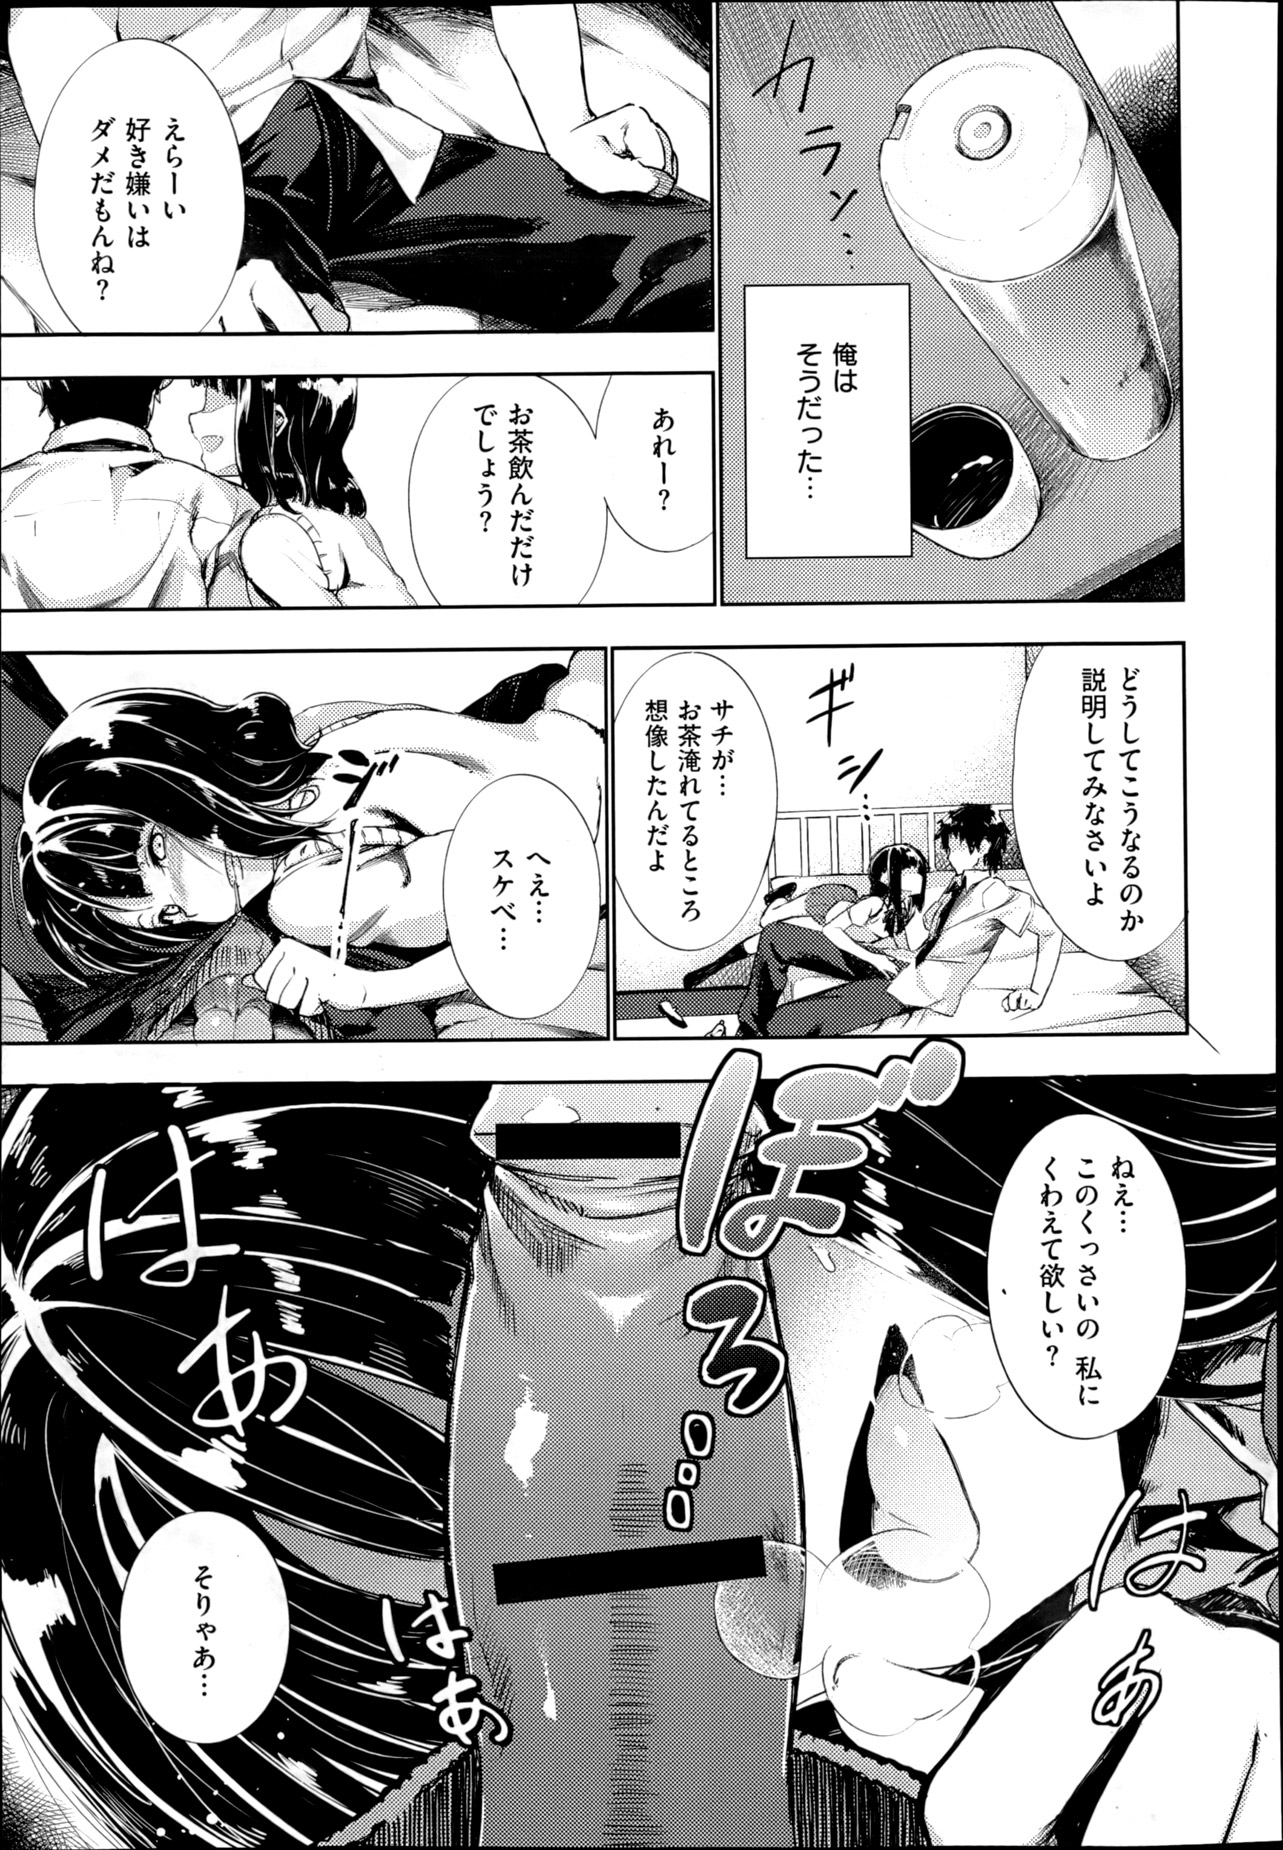 カラン…
俺は
そうだった…
えらーい
好き嫌いは
ダメだもんね?
あれー?
お茶飲んだだけ
でしょう?
どうしてこうなるのか
説明してみなさいよ
ギシ…
サチが…
お茶淹れてるところ
想像したんだよ
へえ…
スケベ…
ねえ…
このくっさいの 私に
くわえて欲しい?
ぼろ…
はあ
はあ
はあ
そりゃあ…